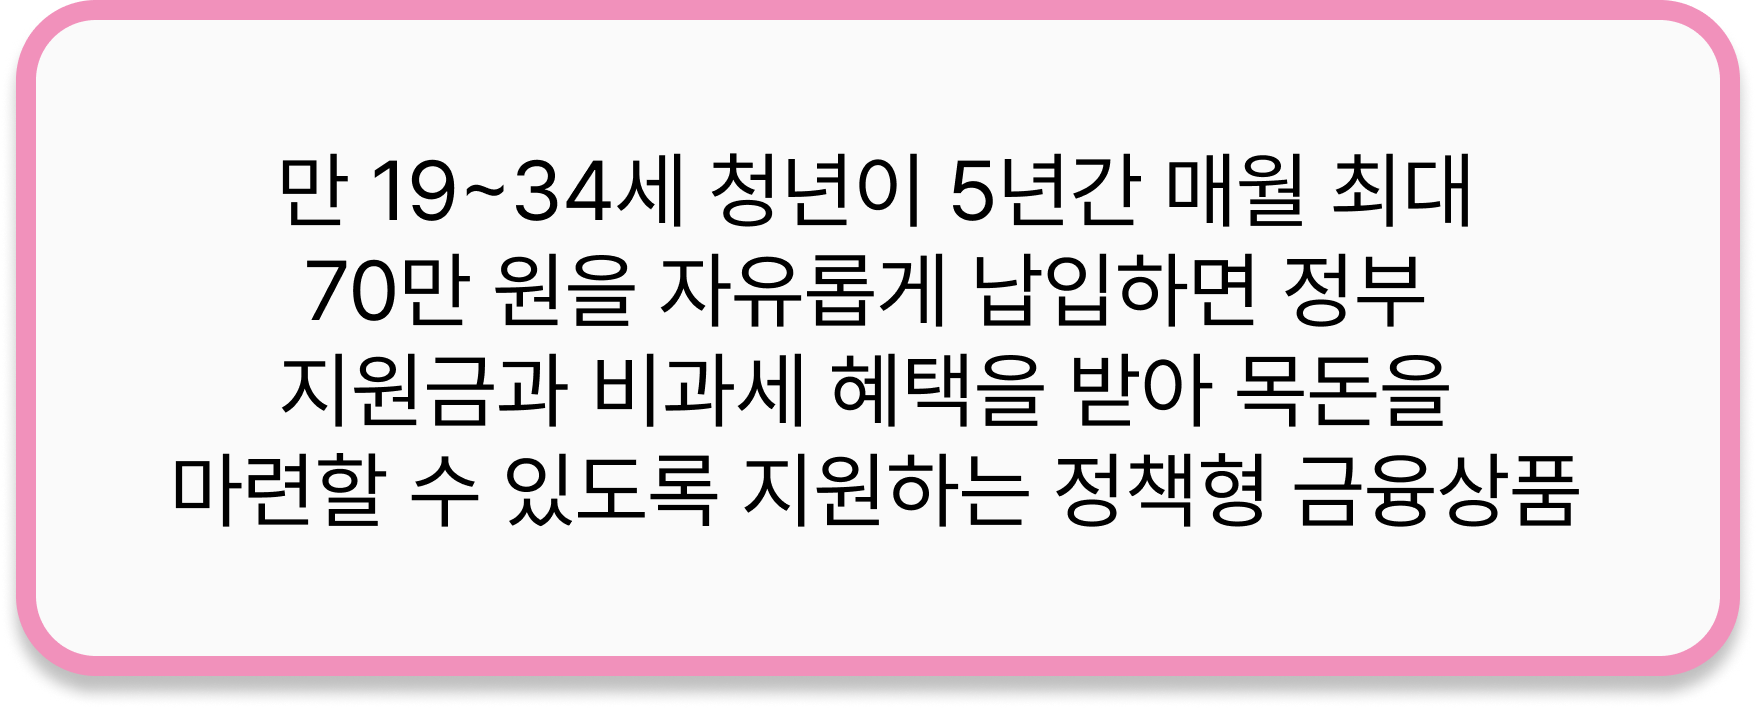 만 19~34세 청년이 5년간 매월 최대
70만 원을 자유롭게 납입하면 정부
지원금과 비과세 혜택을 받아 목돈을
마련할 수 있도록 지원하는 정책형 금융상품